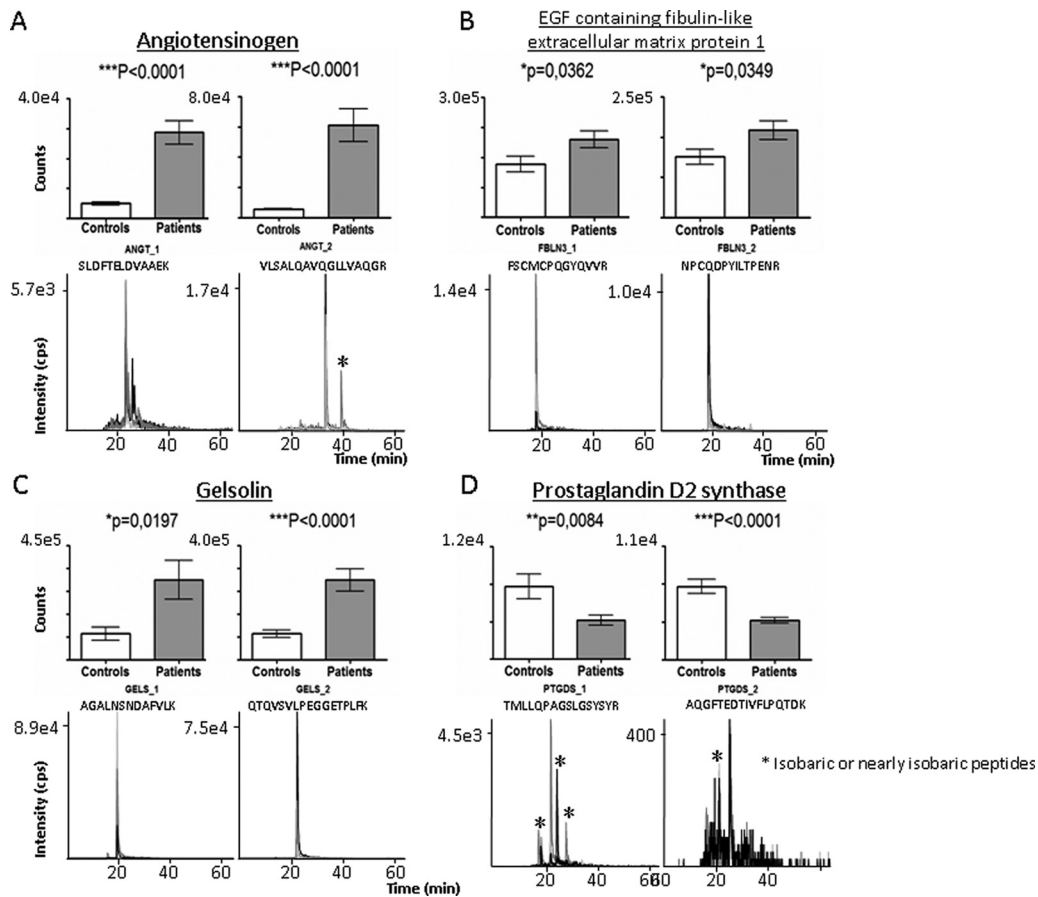 A
Angiotensinogen
***P<0.0001
***P<0.0001
4.0e4
8.0e4
Counts
Controls
Patients
Controls
Patients
ANGT_1
ANGT_2
SLDFTELDVAAEK
VLSALQAVQGLLVAQGR
5.7e3
1.7e4
*
Intensity (cps)
20
40
60
20
40
60
Time (min)
B
EGF containing fibulin-like
extracellular matrix protein 1
*p=0,0362
*p=0,0349
3.0e5
2.5e5
Controls
Patients
Controls
Patients
FBLN3_1
FBLN3_2
FSCMCPQGYQVVR
NPCQDPYILTPENR
1.4e4
1.0e4
20
40
60
20
40
60
Time (min)
C
Gelsolin
*p=0,0197
***P<0.0001
4.5e5
4.0e5
Counts
Controls
Patients
Controls
Patients
GELS_1
GELS_2
AGALNSNDAFVLK
QTQVSVLPEGGETPLFK
8.9e4
7.5e4
Intensity (cps)
20
40
60
20
40
60
Time (min)
D
Prostaglandin D2 synthase
**p=0,0084
***P<0.0001
1.2e4
1.1e4
Controls
Patients
Controls
Patients
PTGDS_1
PTGDS_2
TMLLQPAGSLGSYSYR
AQGFTEDTIVFLPQTDK
4.5e3
400
*
*
*
*
* Isobaric or nearly isobaric peptides
20
40
20
40